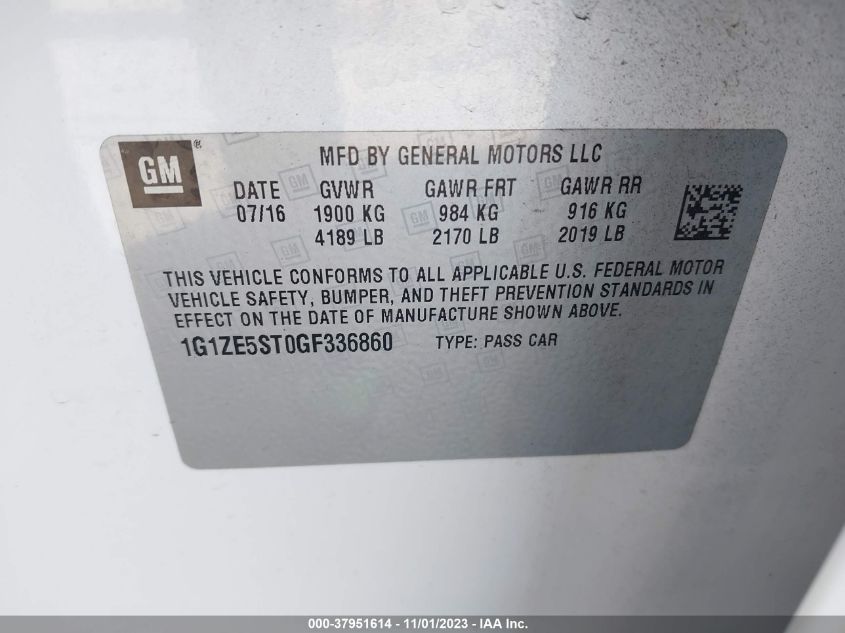 GM®
MFD BY GENERAL MOTORS LLC
DATE GVWR GAWR FRT GAWR RR
07/16 1900 KG 984 KG 916 KG
4189 LB 2170 LB 2019 LB
THIS VEHICLE CONFORMS TO ALL APPLICABLE U.S. FEDERAL MOTOR
VEHICLE SAFETY, BUMPER, AND THEFT PREVENTION STANDARDS IN
EFFECT ON THE DATE OF MANUFACTURE SHOWN ABOVE.
1G1ZE5ST0GF336860 TYPE: PASS CAR
000-37951614 - 11/01/2023 - IAA Inc.